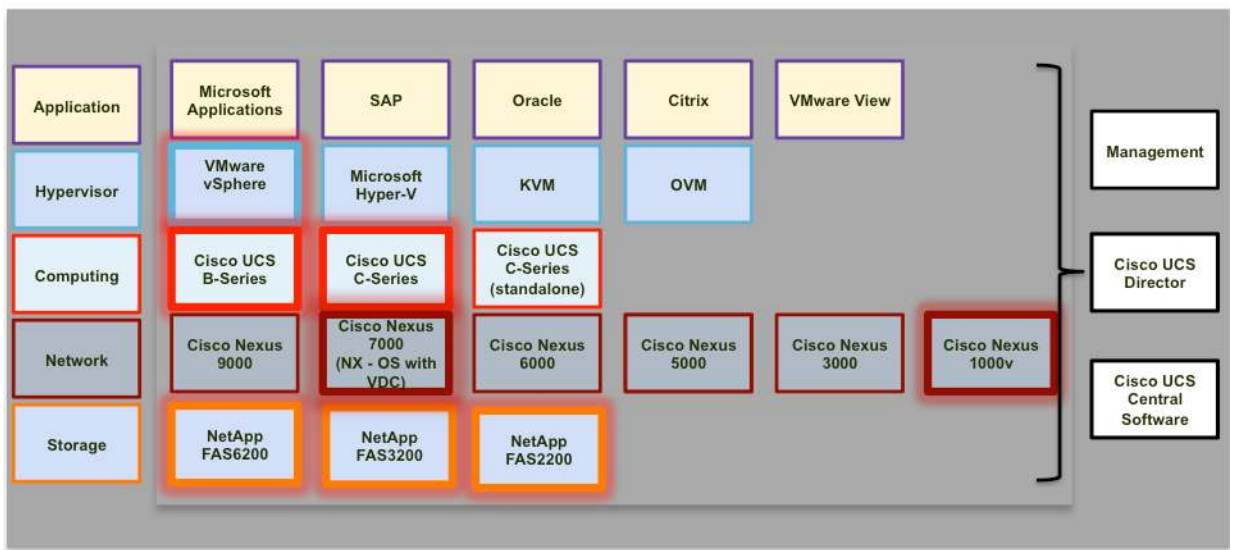 Application
Microsoft
Applications
SAP
Oracle
Citrix
VMware View
Hypervisor
VMware
vSphere
Microsoft
Hyper-V
KVM
OVM
Computing
Cisco UCS
B-Series
Cisco UCS
C-Series
Cisco UCS
C-Series
(standalone)
Network
Cisco Nexus
9000
Cisco Nexus
7000
(NX - OS with
VDC)
Cisco Nexus
6000
Cisco Nexus
5000
Cisco Nexus
3000
Cisco Nexus
1000v
Storage
NetApp
FAS6200
NetApp
FAS3200
NetApp
FAS2200
Management
Cisco UCS
Director
Cisco UCS
Central
Software